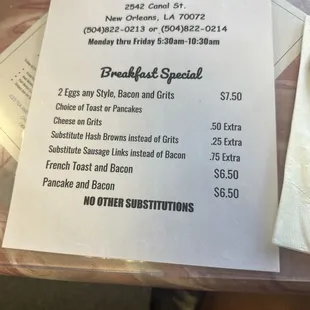 2542 Canal St.
New Orleans, LA 70072
(504)822-0213 or (504)822-0214
Monday thru Friday 5:30am-10:30am
Breakfast Special
2 Eggs any Style, Bacon and Grits $7.50
Choice of Toast or Pancakes
Cheese on Grits .50 Extra
Substitute Hash Browns instead of Grits .25 Extra
Substitute Sausage Links instead of Bacon .75 Extra
French Toast and Bacon $6.50
Pancake and Bacon $6.50
NO OTHER SUBSTITUTIONS